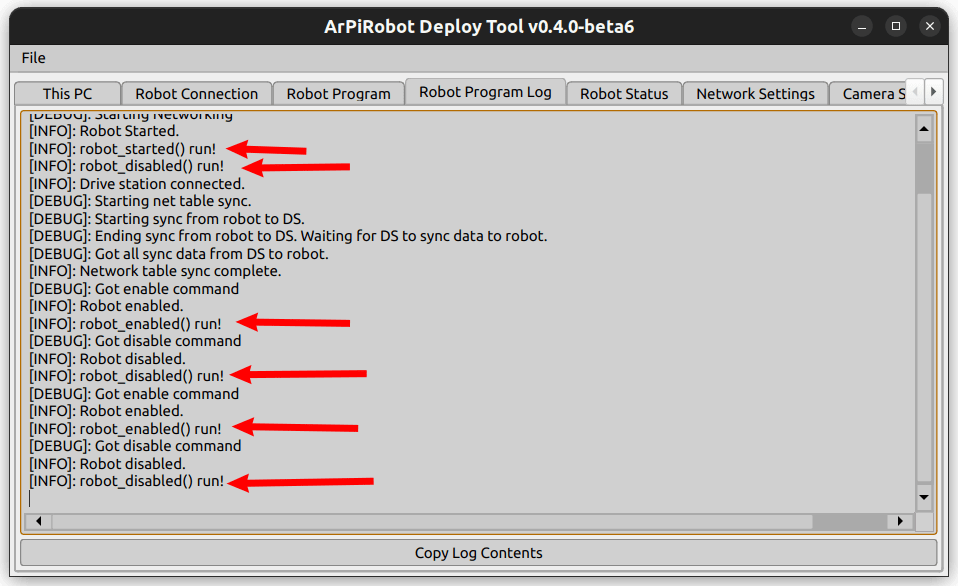 ArPiRobot Deploy Tool v0.4.0-beta6
File
This PC
Robot Connection
Robot Program
Robot Program Log
Robot Status
Network Settings
Camera S
[DEBUG]: Starting Networking
[INFO]: Robot Started.
[INFO]: robot_started() run!
[INFO]: robot_disabled() run!
[INFO]: Drive station connected.
[DEBUG]: Starting net table sync.
[DEBUG]: Starting sync from robot to DS.
[DEBUG]: Ending sync from robot to DS. Waiting for DS to sync data to robot.
[DEBUG]: Got all sync data from DS to robot.
[INFO]: Network table sync complete.
[DEBUG]: Got enable command
[INFO]: Robot enabled.
[INFO]: robot_enabled() run!
[DEBUG]: Got disable command
[INFO]: Robot disabled.
[INFO]: robot_disabled() run!
[DEBUG]: Got enable command
[INFO]: Robot enabled.
[INFO]: robot_enabled() run!
[DEBUG]: Got disable command
[INFO]: Robot disabled.
[INFO]: robot_disabled() run!
Copy Log Contents